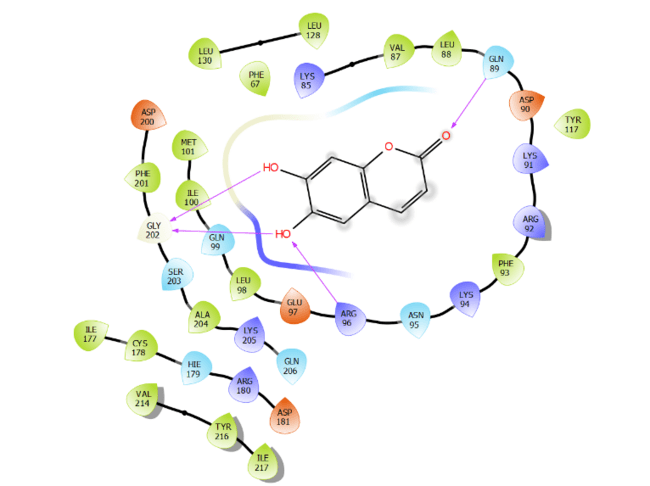 LEU
128
LEU
130
VAL
87
LEU
88
GLN
89
PHE
67
LYS
85
ASP
90
TYR
117
ASP
200
MET
101
O
O
LYS
91
PHE
201
HO
ILE
100
GLY
202
HO
GLN
99
ARG
92
SER
203
LEU
98
PHE
93
ALA
204
GLU
97
ARG
96
ASN
95
LYS
94
ILE
177
CYS
178
LYS
205
HIE
179
GLN
206
ARG
180
VAL
214
ASP
181
TYR
216
ILE
217